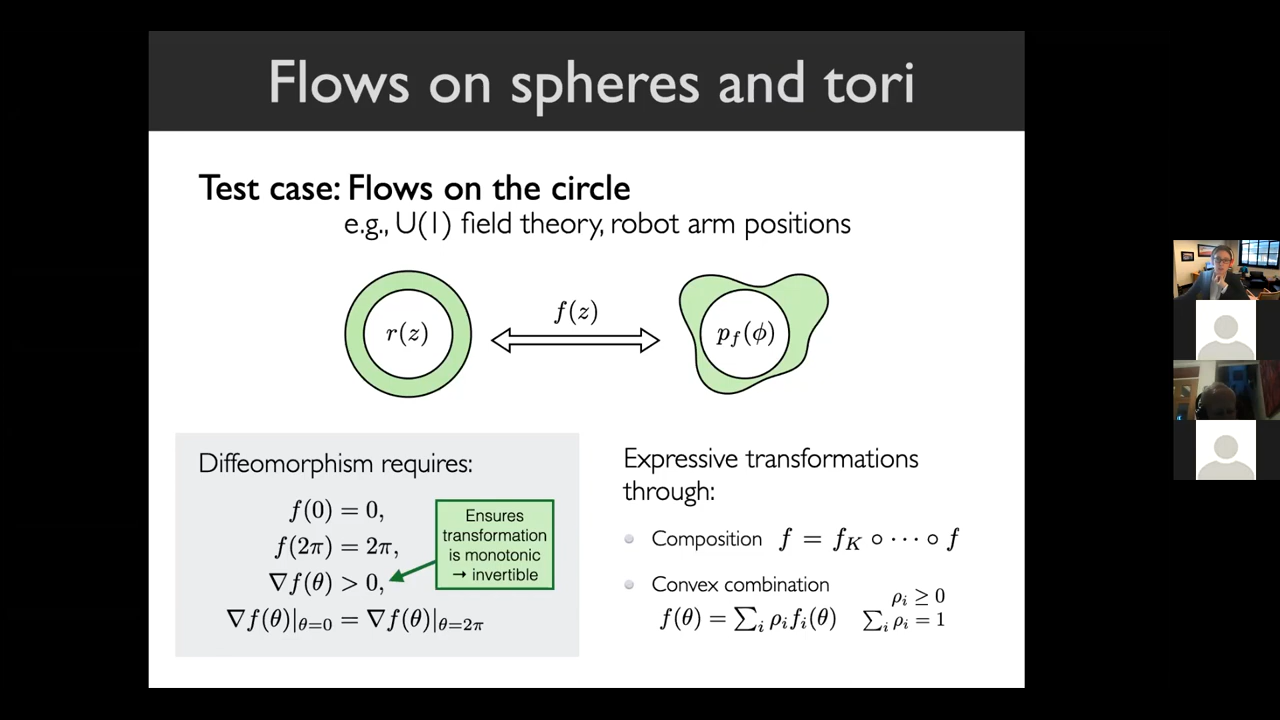 Flows on spheres and tori
Test case: Flows on the circle
e.g., U(1) field theory, robot arm positions
r(z)
f(z)
p_f(ϕ)
Diffeomorphism requires:
f(0) = 0,
f(2π) = 2π,
∇f(θ) > 0,
∇f(θ)|_{θ=0} = ∇f(θ)|_{θ=2π}
Ensures
transformation
is monotonic
→ invertible
Expressive transformations
through:
Composition f = f_K ∘ ⋯ ∘ f
Convex combination
f(θ) = ∑_i ρ_i f_i(θ)
ρ_i ≥ 0
∑_i ρ_i = 1